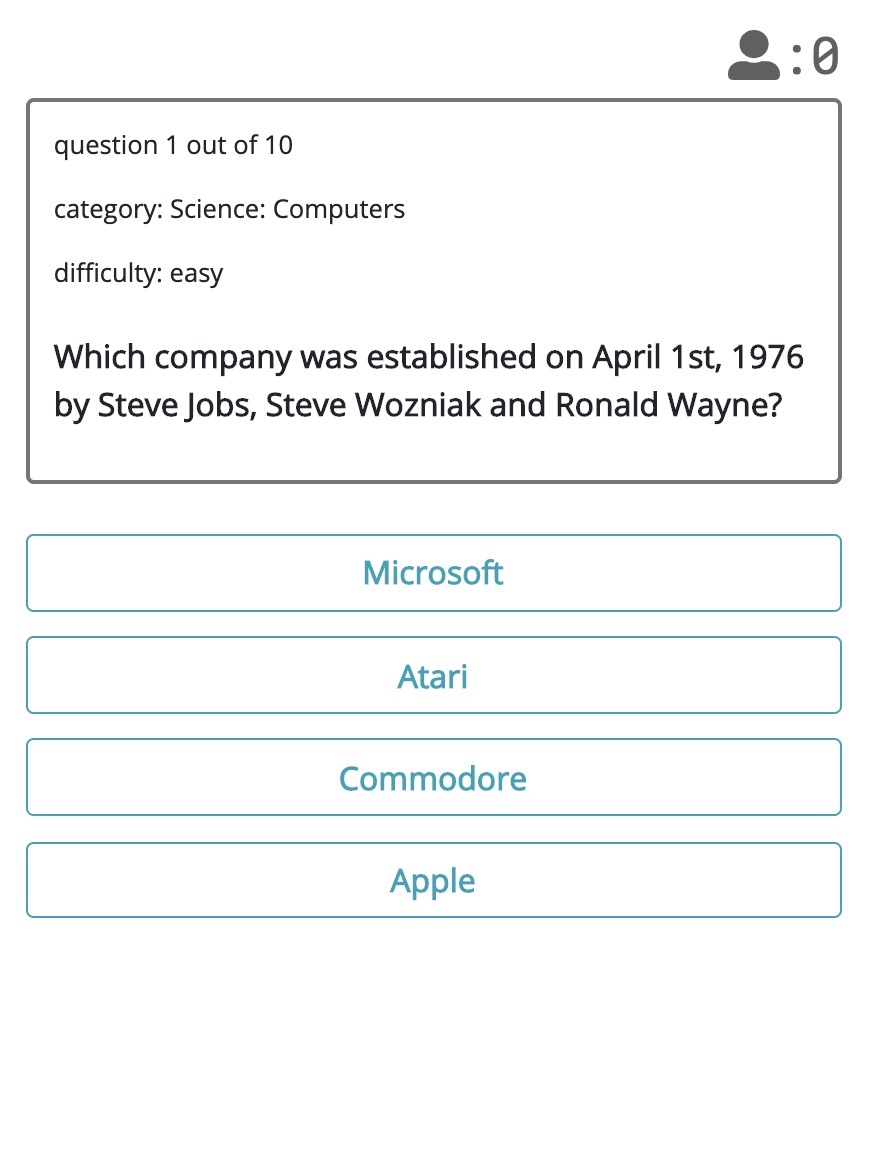 :0
question 1 out of 10
category: Science: Computers
difficulty: easy
Which company was established on April 1st, 1976
by Steve Jobs, Steve Wozniak and Ronald Wayne?
Microsoft
Atari
Commodore
Apple